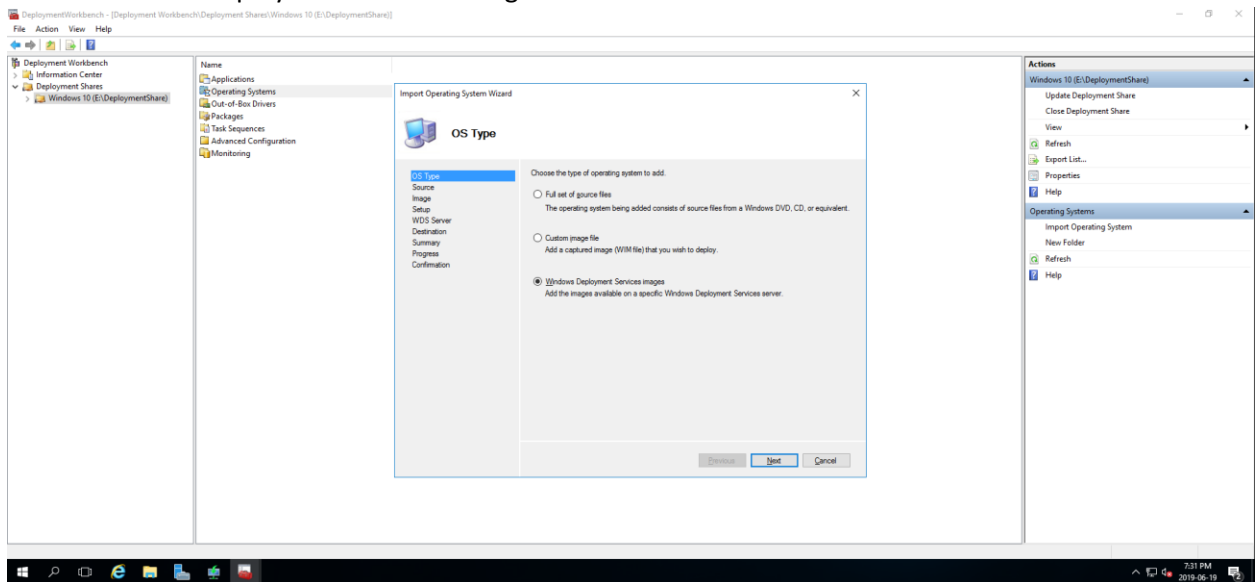 DeploymentWorkbench - [Deployment Workbench\Deployment Shares\Windows 10 (E:\DeploymentShare)]
File Action View Help
Deployment Workbench
Information Center
Deployment Shares
Windows 10 (E:\DeploymentShare)
Name
Applications
Operating Systems
Out-of-Box Drivers
Packages
Task Sequences
Advanced Configuration
Monitoring
Import Operating System Wizard
OS Type
OS Type
Source
Image
Setup
WDS Server
Destination
Summary
Progress
Confirmation
Choose the type of operating system to add.
Full set of source files
The operating system being added consists of source files from a Windows DVD, CD, or equivalent.
Custom image file
Add a captured image (WIM file) that you wish to deploy.
Windows Deployment Services images
Add the images available on a specific Windows Deployment Services server.
Previous Next Cancel
Actions
Windows 10 (E:\DeploymentShare)
Update Deployment Share
Close Deployment Share
View
Refresh
Export List...
Properties
Help
Operating Systems
Import Operating System
New Folder
Refresh
Help
7:31 PM
2019-06-19